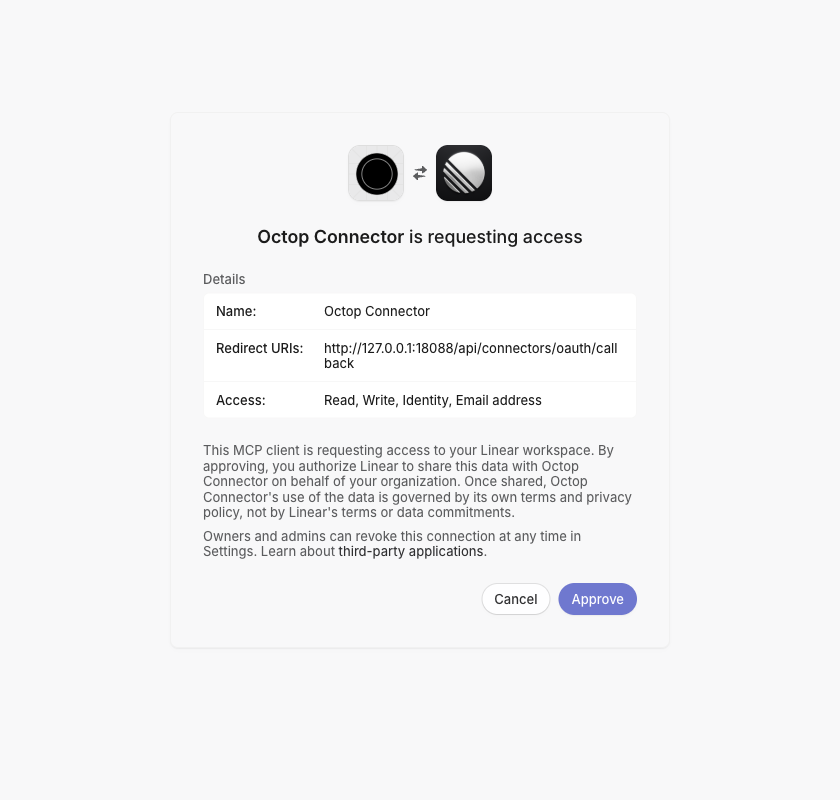 Octop Connector is requesting access
Details
Name: Octop Connector
Redirect URIs: http://127.0.0.1:18088/api/connectors/oauth/call
back
Access: Read, Write, Identity, Email address
This MCP client is requesting access to your Linear workspace. By
approving, you authorize Linear to share this data with Octop
Connector on behalf of your organization. Once shared, Octop
Connector's use of the data is governed by its own terms and privacy
policy, not by Linear's terms or data commitments.
Owners and admins can revoke this connection at any time in
Settings. Learn about third-party applications.
Cancel Approve